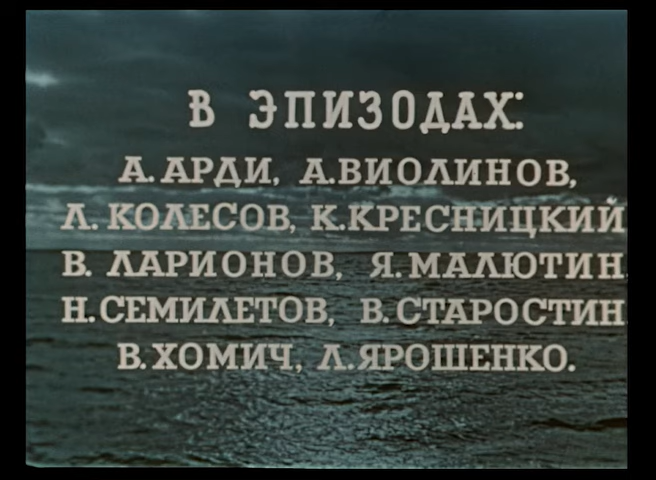 В ЭПИЗОДАХ:
А. АРДИ, А. ВИОЛИНОВ,
Л. КОЛЕСОВ, К. КРЕСНИЦКИЙ
В. ЛАРИОНОВ, Я. МАЛЮТИН,
Н. СЕМИЛЕТОВ, В. СТАРОСТИН
В. ХОМИЧ, Л. ЯРОШЕНКО.